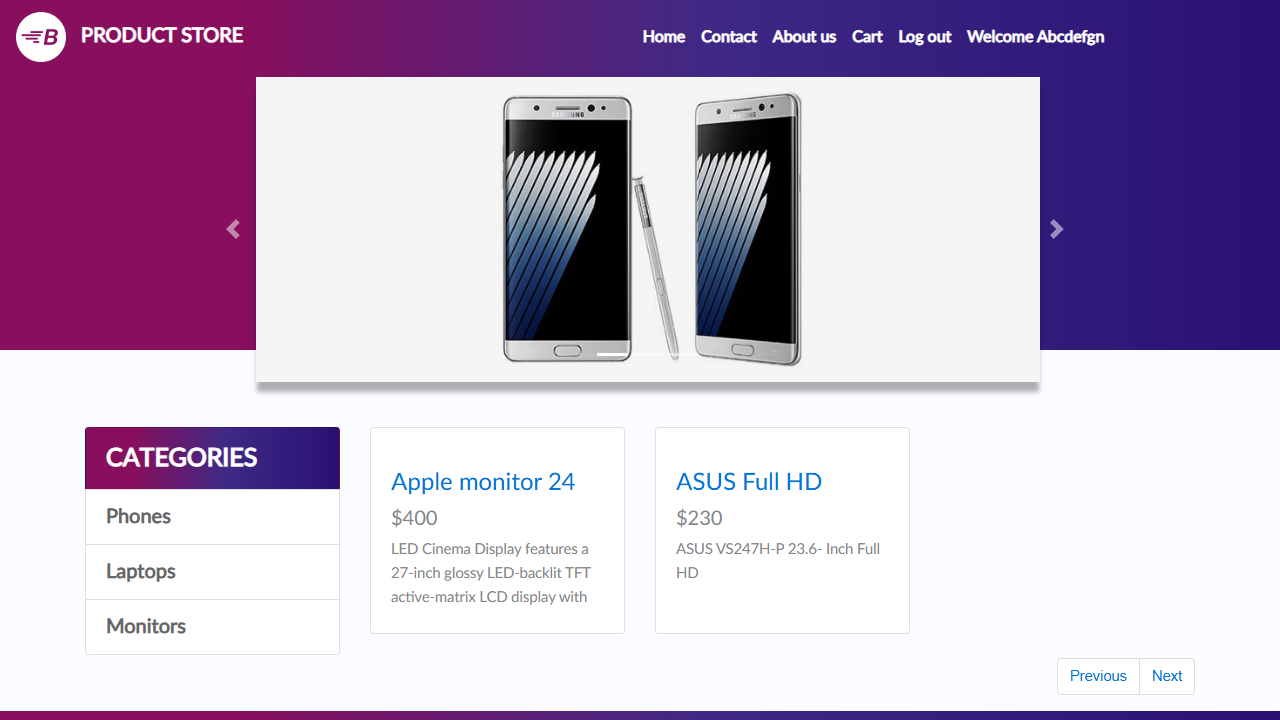 B PRODUCT STORE
Home Contact About us Cart Log out Welcome Abcdefgn
SAMSUNG SAMSUNG
CATEGORIES
Phones
Laptops
Monitors
Apple monitor 24
$400
LED Cinema Display features a
27-inch glossy LED-backlit TFT
active-matrix LCD display with
ASUS Full HD
$230
ASUS VS247H-P 23.6- Inch Full
HD
Previous Next